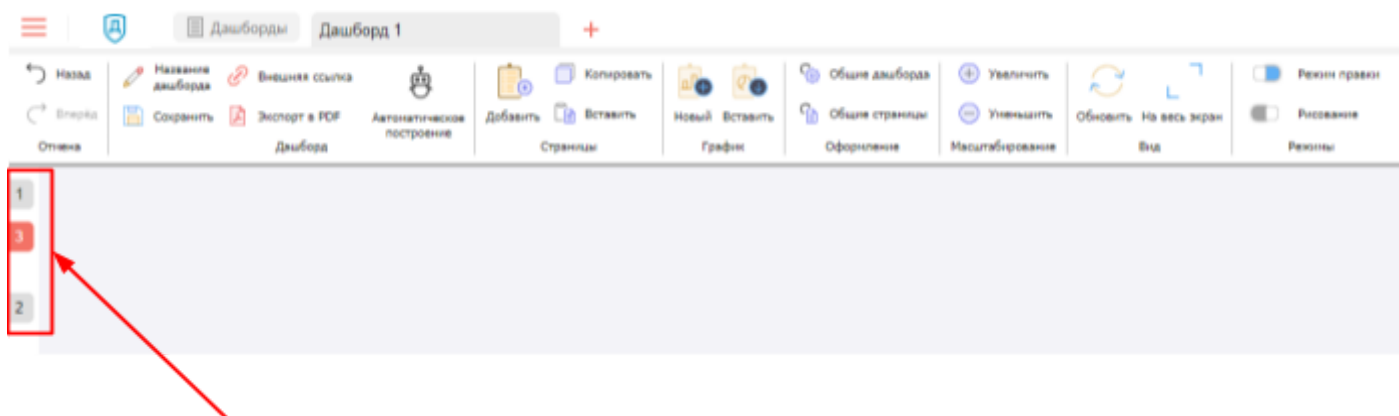 Д Дашборды Дашборд 1 +
Назад
Вперёд
Отмена
Название
дашборда
Сохранить
Внешняя ссылка
Экспорт в PDF
Автоматическое
построение
Дашборд
Добавить
Копировать
Вставить
Страницы
Новый Вставить
График
Общие дашборда
Общие страницы
Оформление
Увеличить
Уменьшить
Масштабирование
Обновить На весь экран
Вид
Режим правки
Рисование
Режимы
1
3
2